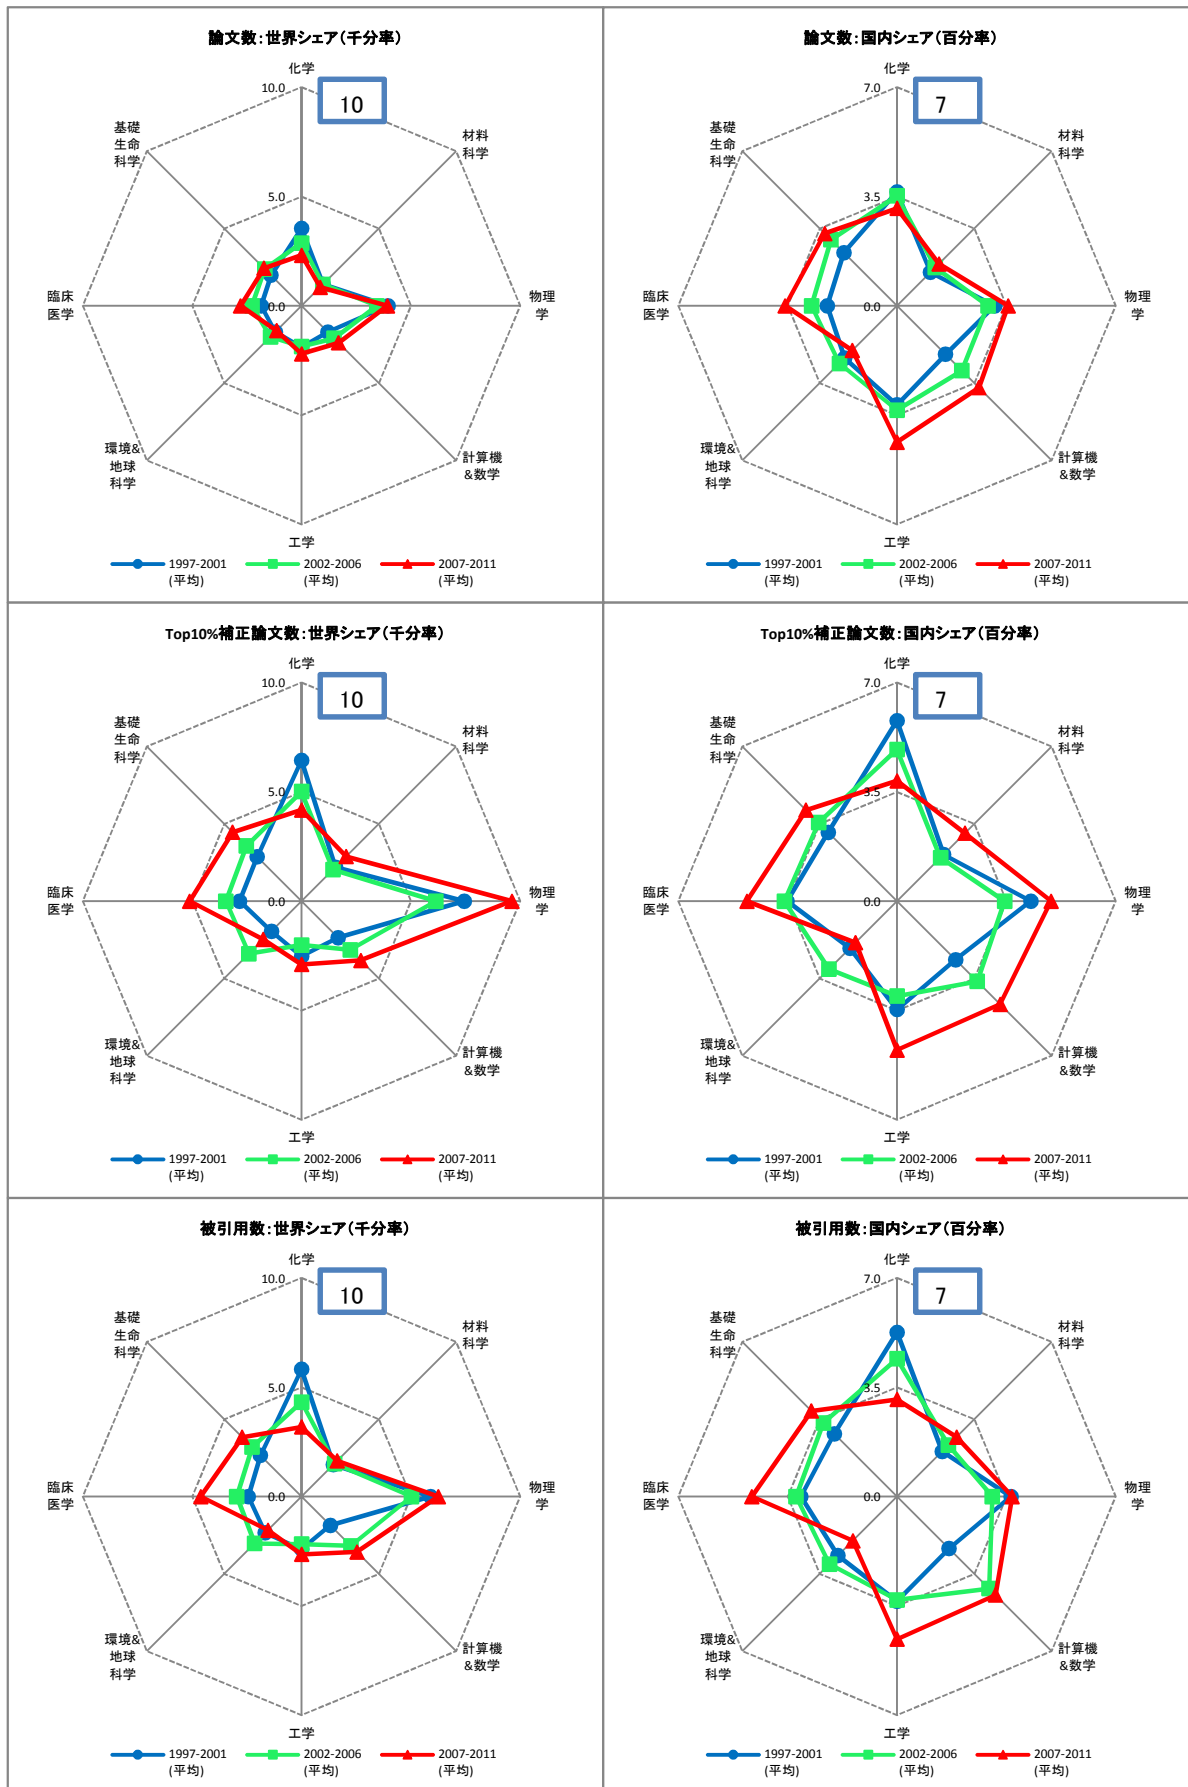 論文数:世界シェア(千分率)
化学
10.0
10
基礎
生命
科学
材料
科学
5.0
臨床
医学
0.0
物理
学
環境&
地球
科学
計算機
&数学
工学
1997-2001
(平均)
2002-2006
(平均)
2007-2011
(平均)
論文数:国内シェア(百分率)
化学
7.0
7
基礎
生命
科学
材料
科学
3.5
臨床
医学
0.0
物理
学
環境&
地球
科学
計算機
&数学
工学
1997-2001
(平均)
2002-2006
(平均)
2007-2011
(平均)
Top10%補正論文数:世界シェア(千分率)
化学
10.0
10
基礎
生命
科学
材料
科学
5.0
臨床
医学
0.0
物理
学
環境&
地球
科学
計算機
&数学
工学
1997-2001
(平均)
2002-2006
(平均)
2007-2011
(平均)
Top10%補正論文数:国内シェア(百分率)
化学
7.0
7
基礎
生命
科学
材料
科学
3.5
臨床
医学
0.0
物理
学
環境&
地球
科学
計算機
&数学
工学
1997-2001
(平均)
2002-2006
(平均)
2007-2011
(平均)
被引用数:世界シェア(千分率)
化学
10.0
10
基礎
生命
科学
材料
科学
5.0
臨床
医学
0.0
物理
学
環境&
地球
科学
計算機
&数学
工学
1997-2001
(平均)
2002-2006
(平均)
2007-2011
(平均)
被引用数:国内シェア(百分率)
化学
7.0
7
基礎
生命
科学
材料
科学
3.5
臨床
医学
0.0
物理
学
環境&
地球
科学
計算機
&数学
工学
1997-2001
(平均)
2002-2006
(平均)
2007-2011
(平均)